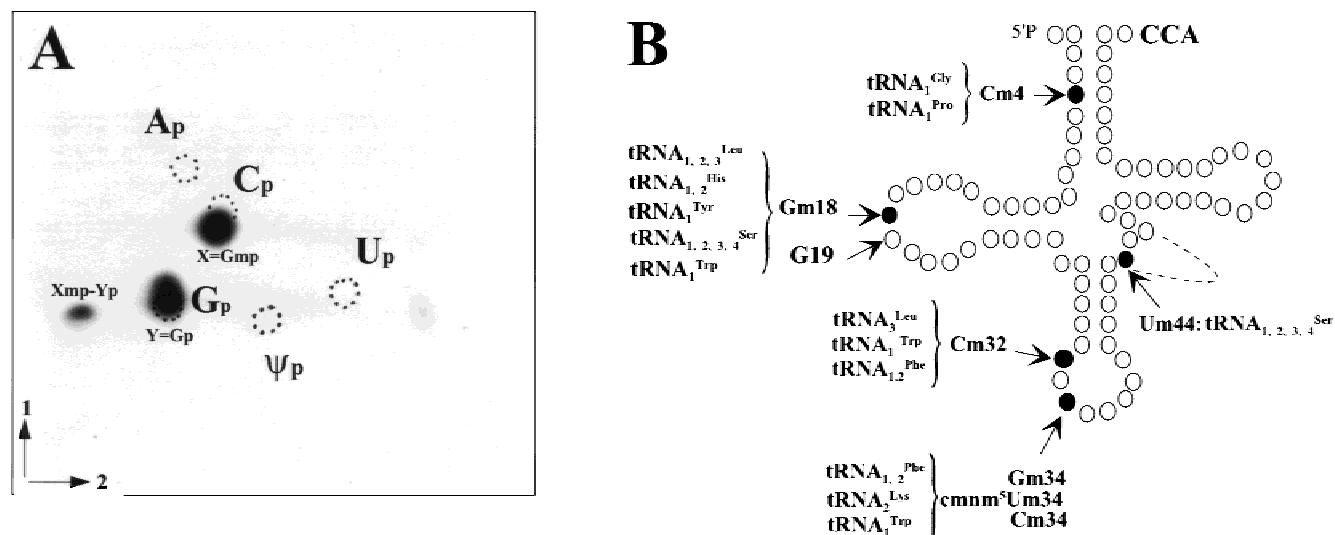 A
Ap
Cp
X=Gmp
Up
Xmp-Yp
Gp
Y=Gp
ψp
1
2
B
5'P
CCA
tRNA1Gly
tRNA1Pro
Cm4
tRNA1, 2, 3Leu
tRNA1, 2His
tRNA1Tyr
tRNA1, 2, 3, 4Ser
tRNA1Trp
Gm18
G19
Um44: tRNA1, 2, 3, 4Ser
tRNA3Leu
tRNA1Trp
tRNA1,2Phe
Cm32
tRNA1, 2Phe
tRNA2Lys
tRNA1Trp
Gm34
cmnm5Um34
Cm34